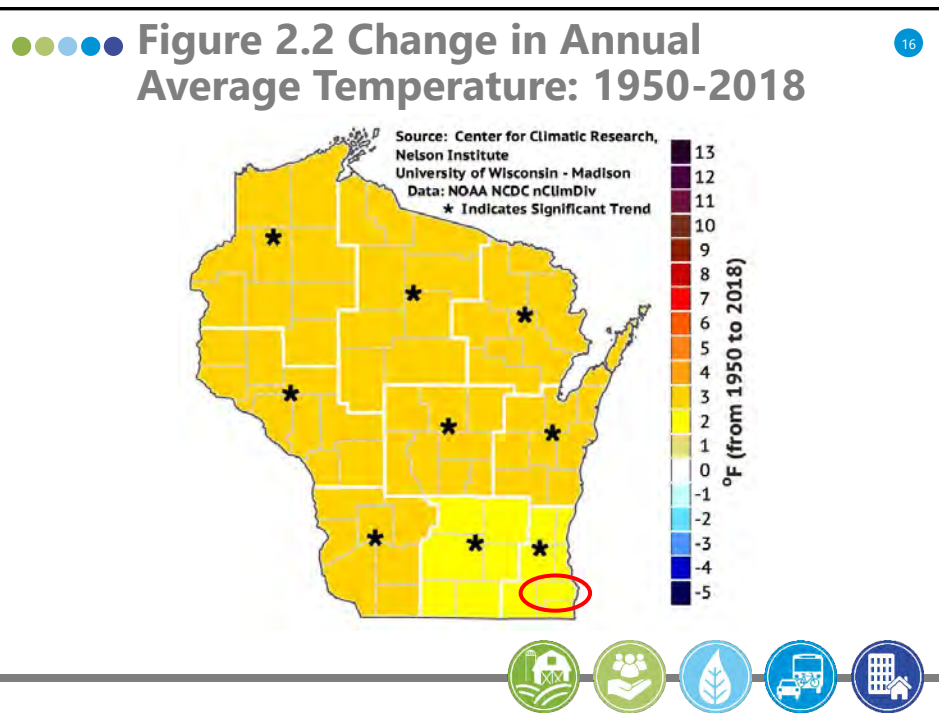 Figure 2.2 Change in Annual
16
Average Temperature: 1950-2018
Source: Center for Climatic Research,
Nelson Institute
University of Wisconsin - Madison
Data: NOAA NCDC nClimDiv
* Indicates Significant Trend
13
12
11
10
9
8
7
6
5
4
3
2
1
0
-1
-2
-3
-4
-5
°F (from 1950 to 2018)